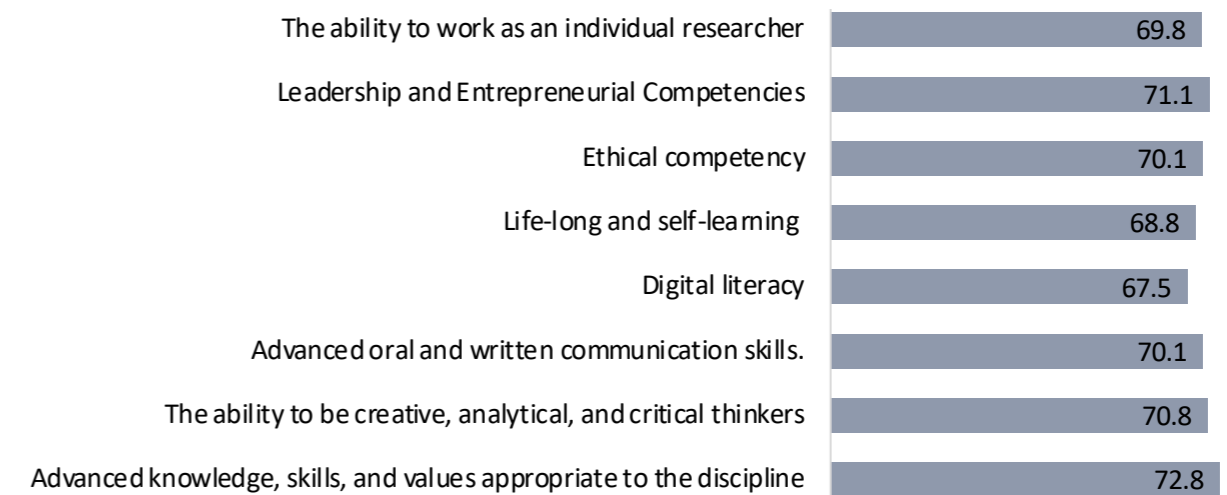 The ability to work as an individual researcher 69.8
Leadership and Entrepreneurial Competencies 71.1
Ethical competency 70.1
Life-long and self-learning 68.8
Digital literacy 67.5
Advanced oral and written communication skills. 70.1
The ability to be creative, analytical, and critical thinkers 70.8
Advanced knowledge, skills, and values appropriate to the discipline 72.8